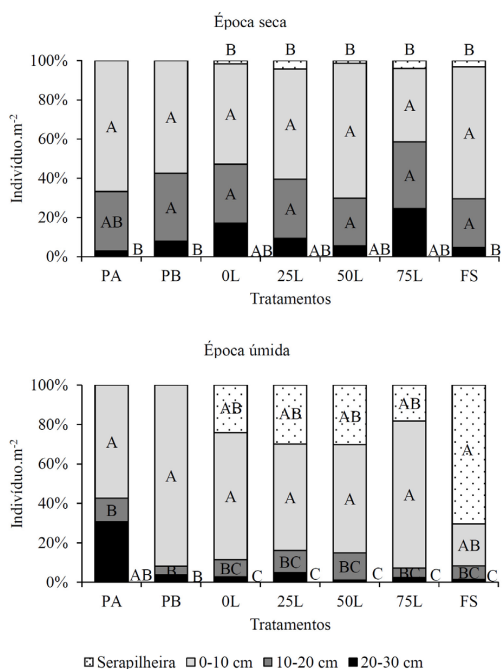 Época seca
B B B B B
100%
80%
60%
40%
20%
0%
Indivíduo.m⁻²
A A A A A A A
AB A A A A A A
B B AB AB AB AB B
PA PB 0L 25L 50L 75L FS
Tratamentos
Época úmida
100%
80%
60%
40%
20%
0%
Indivíduo.m⁻²
AB AB AB AB A
A A A A A A AB
B B BC BC BC BC BC
AB B C C C C C
PA PB 0L 25L 50L 75L FS
Tratamentos
Serapilheira 0-10 cm 10-20 cm 20-30 cm